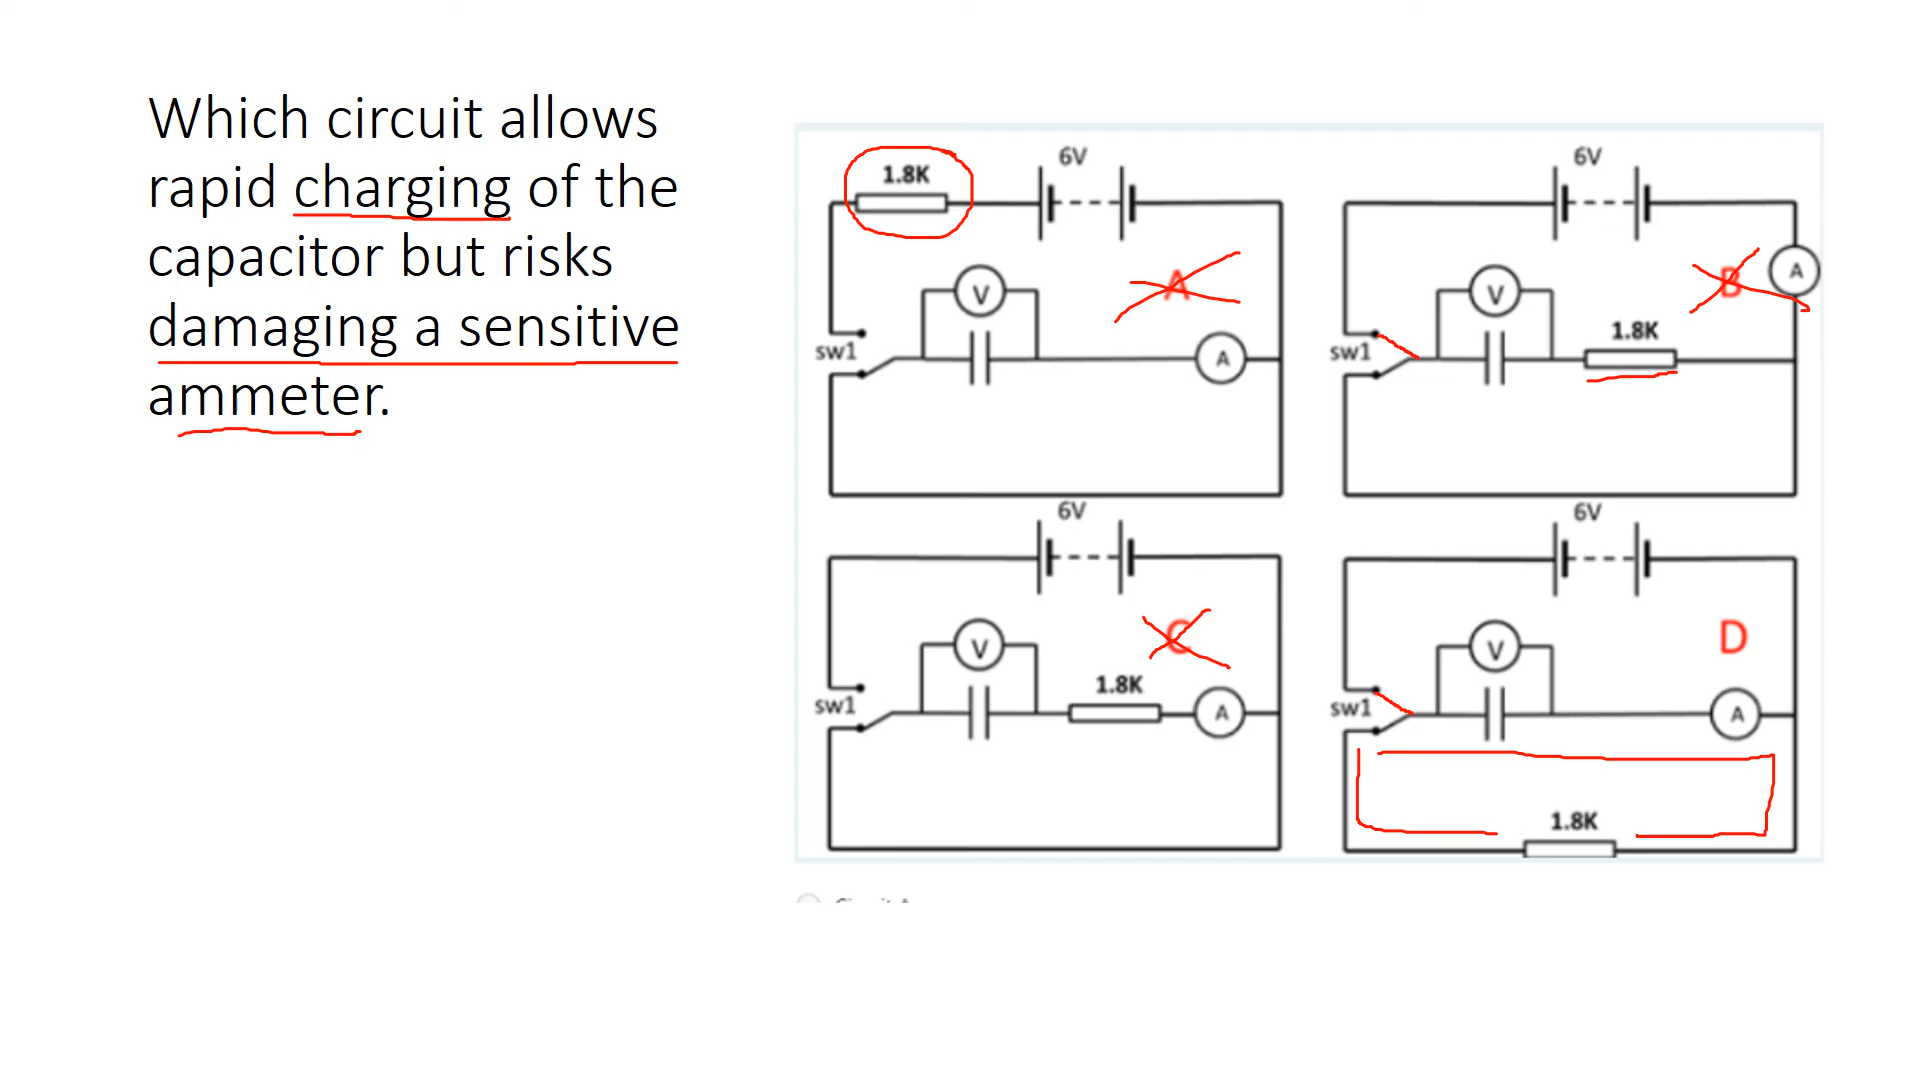 Which circuit allows
rapid charging of the
capacitor but risks
damaging a sensitive
ammeter.
1.8K
6V
V
A
sw1
A
6V
A
B
V
1.8K
sw1
6V
V
C
1.8K
sw1
A
6V
V
D
sw1
A
1.8K